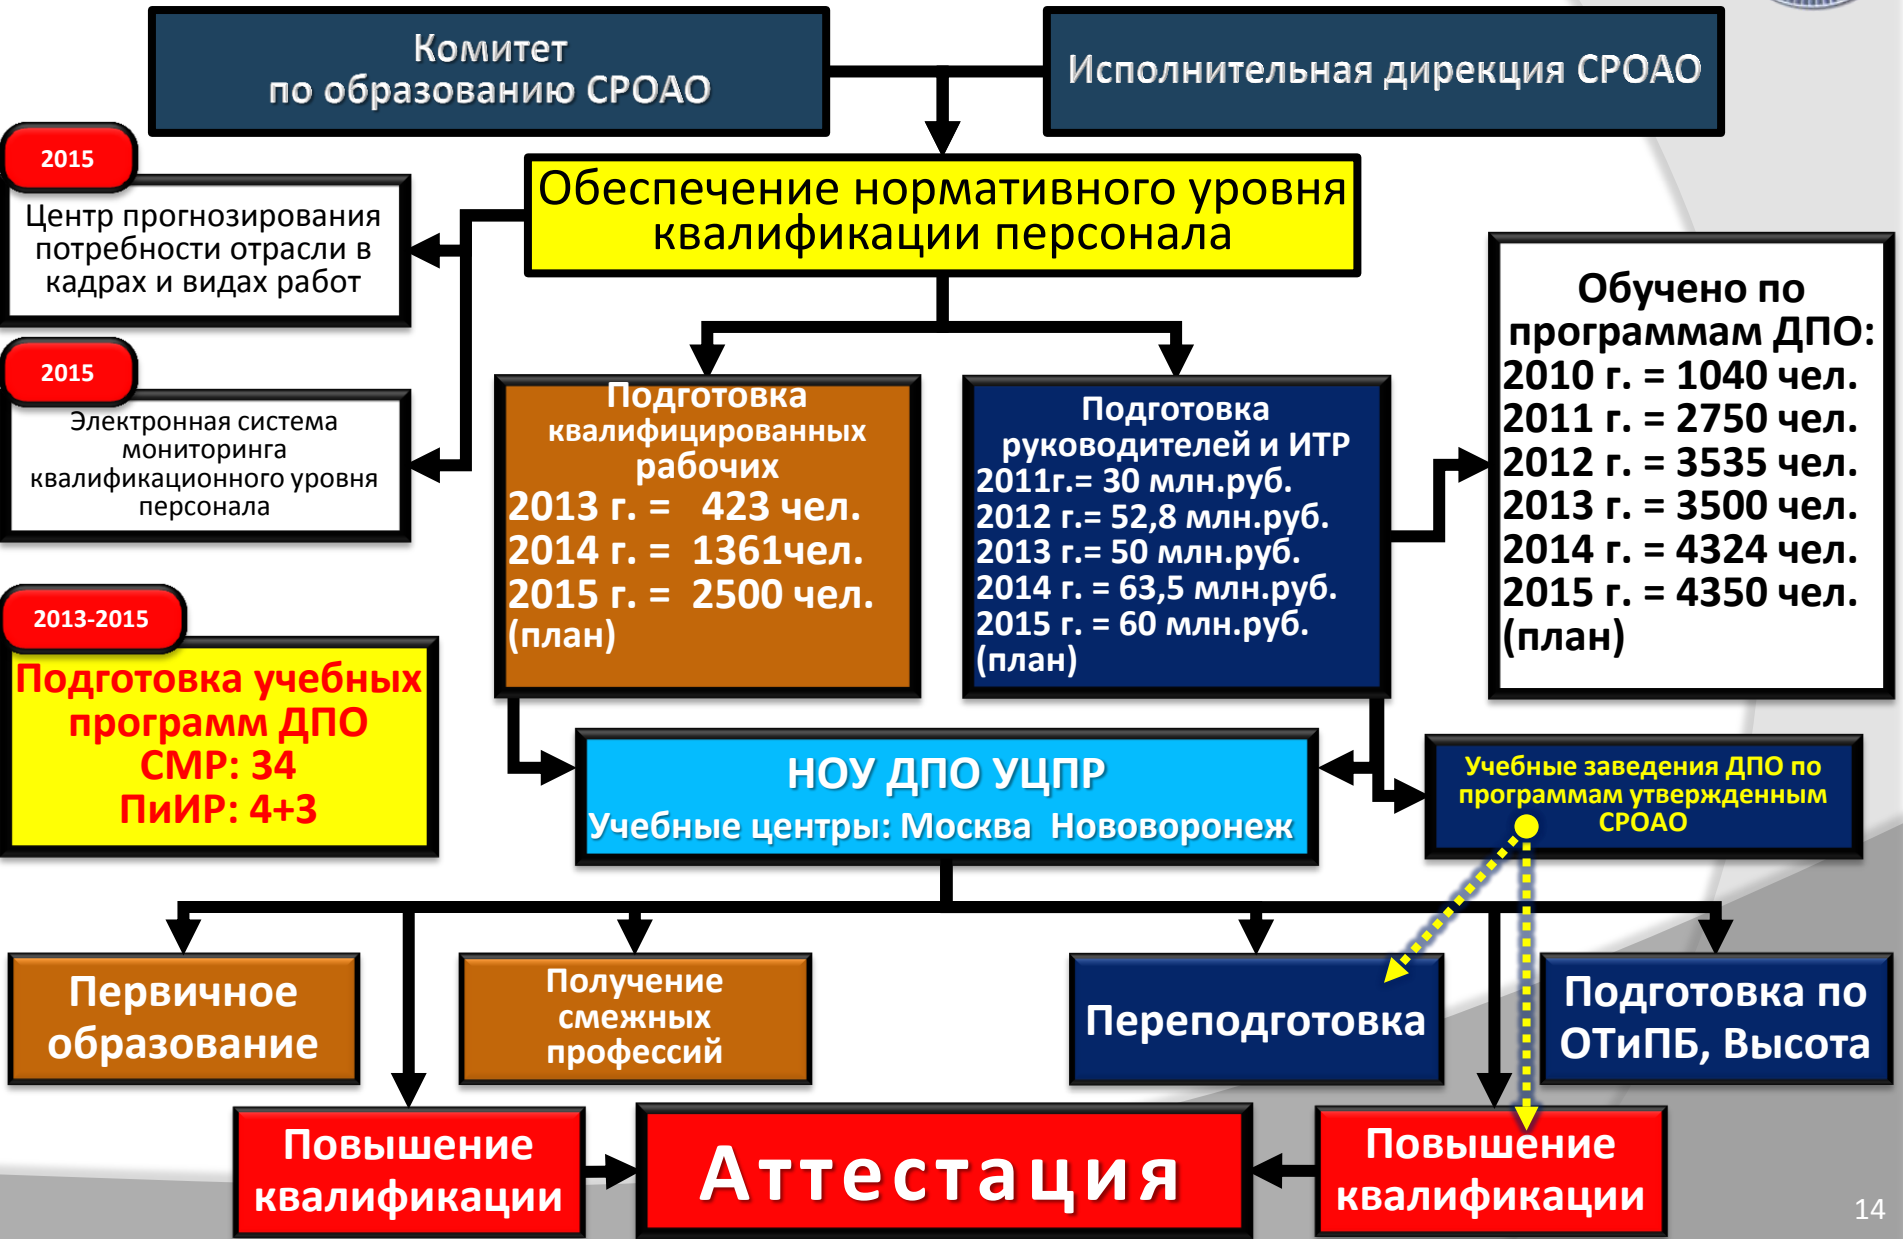 Комитет
по образованию СРОАО
Исполнительная дирекция СРОАО
2015
Центр прогнозирования
потребности отрасли в
кадрах и видах работ
Обеспечение нормативного уровня
квалификации персонала
2015
Электронная система
мониторинга
квалификационного уровня
персонала
Подготовка
квалифицированных
рабочих
2013 г. = 423 чел.
2014 г. = 1361чел.
2015 г. = 2500 чел.
(план)
Подготовка
руководителей и ИТР
2011г.= 30 млн.руб.
2012 г.= 52,8 млн.руб.
2013 г.= 50 млн.руб.
2014 г. = 63,5 млн.руб.
2015 г. = 60 млн.руб.
(план)
Обучено по
программам ДПО:
2010 г. = 1040 чел.
2011 г. = 2750 чел.
2012 г. = 3535 чел.
2013 г. = 3500 чел.
2014 г. = 4324 чел.
2015 г. = 4350 чел.
(план)
2013-2015
Подготовка учебных
программ ДПО
СМР: 34
ПиИР: 4+3
НОУ ДПО УЦПР
Учебные центры: Москва Нововоронеж
Учебные заведения ДПО по
программам утвержденным
СРОАО
Первичное
образование
Получение
смежных
профессий
Переподготовка
Подготовка по
ОТиПБ, Высота
Повышение
квалификации
Аттестация
Повышение
квалификации
14